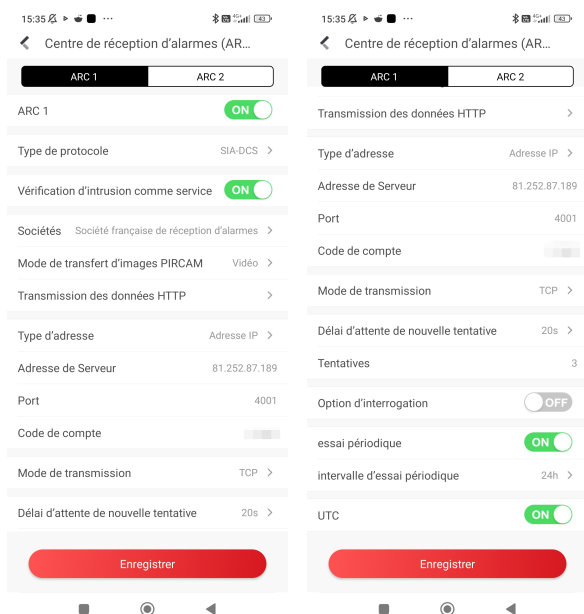 15:35
4G+
43
Centre de réception d'alarmes (AR...
ARC 1
ARC 2
ARC 1
ON
Type de protocole
SIA-DCS
Vérification d'intrusion comme service
ON
Sociétés
Société française de réception d'alarmes
Mode de transfert d'images PIRCAM
Vidéo
Transmission des données HTTP
Type d'adresse
Adresse IP
Adresse de Serveur
81.252.87.189
Port
4001
Code de compte
Mode de transmission
TCP
Délai d'attente de nouvelle tentative
20s
Enregistrer
15:35
4G+
43
Centre de réception d'alarmes (AR...
ARC 1
ARC 2
Transmission des données HTTP
Type d'adresse
Adresse IP
Adresse de Serveur
81.252.87.189
Port
4001
Code de compte
Mode de transmission
TCP
Délai d'attente de nouvelle tentative
20s
Tentatives
3
Option d'interrogation
OFF
essai périodique
ON
intervalle d'essai périodique
24h
UTC
ON
Enregistrer